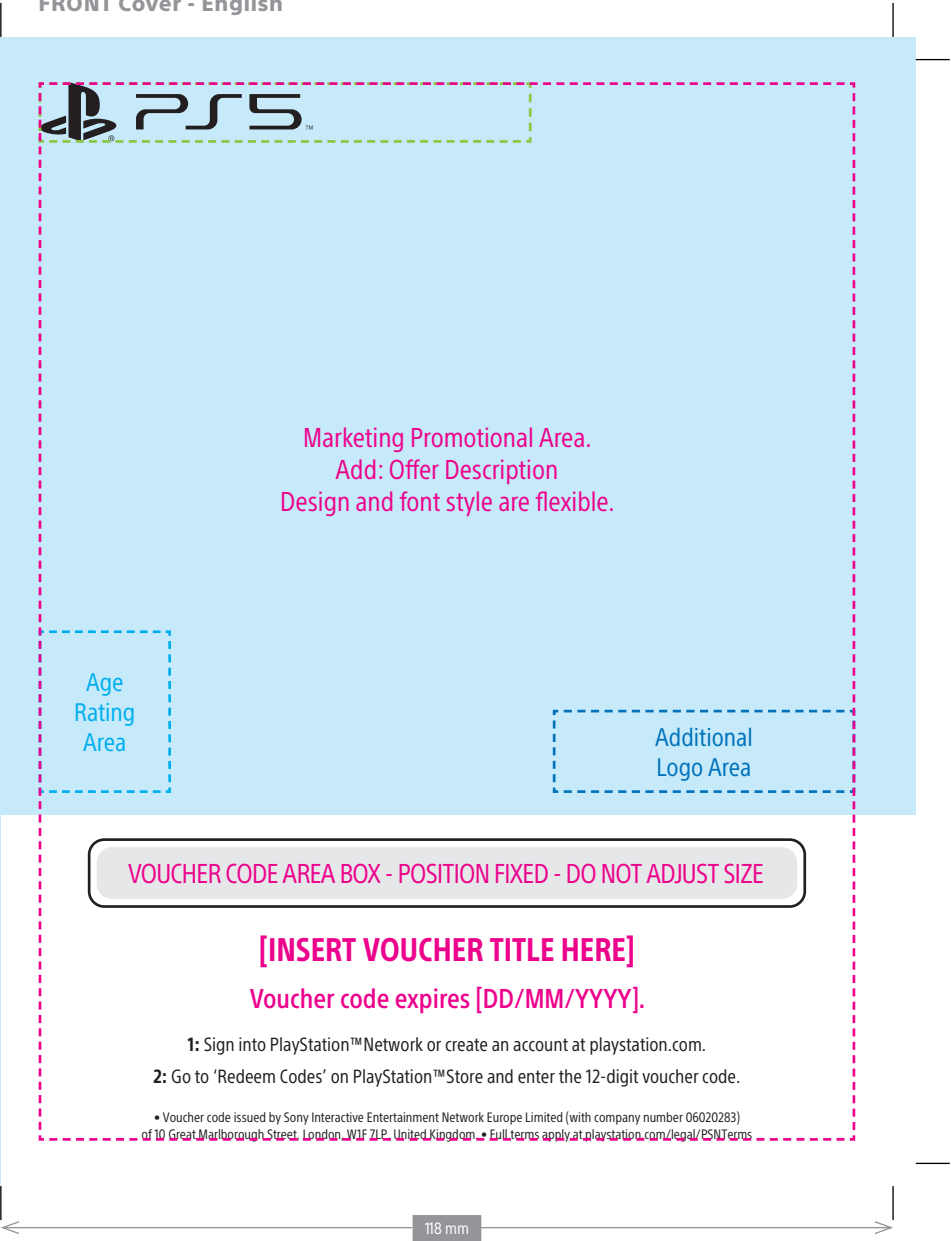 FRONT Cover - English
PS5™
®
Marketing Promotional Area.
Add: Offer Description
Design and font style are flexible.
Age
Rating
Area
Additional
Logo Area
VOUCHER CODE AREA BOX - POSITION FIXED - DO NOT ADJUST SIZE
[INSERT VOUCHER TITLE HERE]
Voucher code expires [DD/MM/YYYY].
1: Sign into PlayStation™Network or create an account at playstation.com.
2: Go to ‘Redeem Codes’ on PlayStation™Store and enter the 12-digit voucher code.
• Voucher code issued by Sony Interactive Entertainment Network Europe Limited (with company number 06020283)
of 10 Great Marlborough Street, London, W1F 7LP, United Kingdom. • Full terms apply at playstation.com/legal/PSNTerms
118 mm